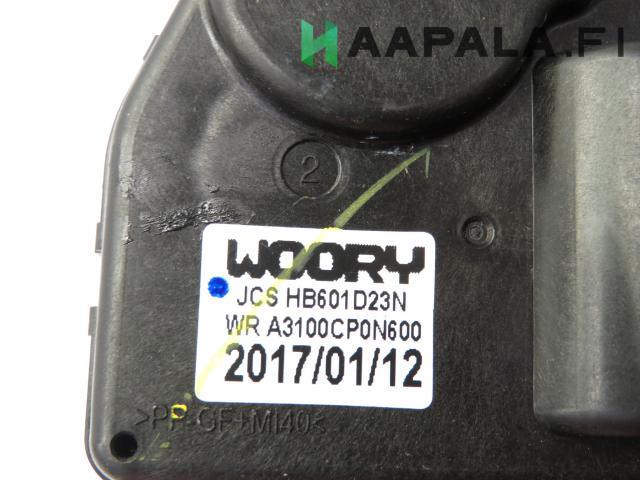 HAAPALA.FI
2
WOORY
JCS HB601D23N
WR A3100CP0N600
2017/01/12
>PP-GF+MI40<